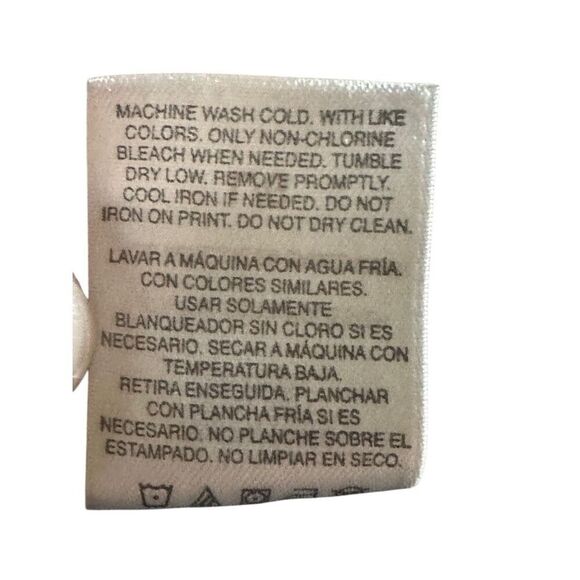 MACHINE WASH COLD. WITH LIKE
COLORS. ONLY NON-CHLORINE
BLEACH WHEN NEEDED. TUMBLE
DRY LOW. REMOVE PROMPTLY.
COOL IRON IF NEEDED. DO NOT
IRON ON PRINT. DO NOT DRY CLEAN.
LAVAR A MÁQUINA CON AGUA FRÍA.
CON COLORES SIMILARES.
USAR SOLAMENTE
BLANQUEADOR SIN CLORO SI ES
NECESARIO. SECAR A MÁQUINA CON
TEMPERATURA BAJA.
RETIRA ENSEGUIDA. PLANCHAR
CON PLANCHA FRÍA SI ES
NECESARIO. NO PLANCHE SOBRE EL
ESTAMPADO. NO LIMPIAR EN SECO.